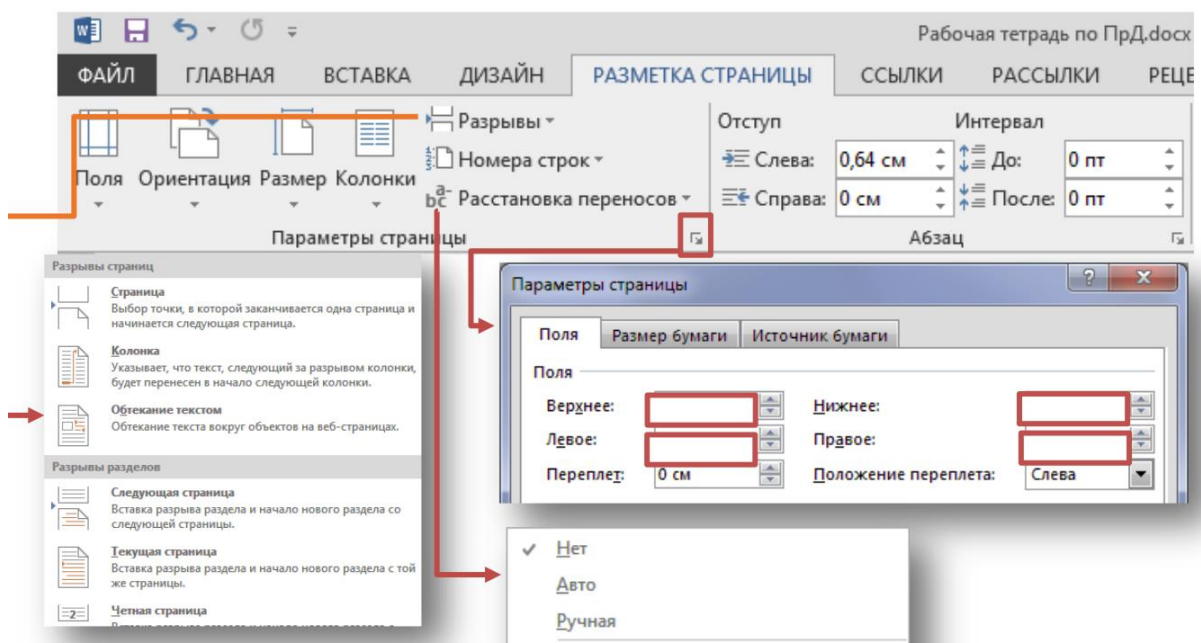 Рабочая тетрадь по ПрД.docx
ФАЙЛ ГЛАВНАЯ ВСТАВКА ДИЗАЙН РАЗМЕТКА СТРАНИЦЫ ССЫЛКИ РАССЫЛКИ РЕЦЕ
Поля Ориентация Размер Колонки
Разрывы
Номера строк
Расстановка переносов
Параметры страницы
Отступ Интервал
Слева: 0,64 см До: 0 пт
Справа: 0 см После: 0 пт
Абзац
Разрывы страниц
Страница
Выбор точки, в которой заканчивается одна страница и
начинается следующая страница.
Колонка
Указывает, что текст, следующий за разрывом колонки,
будет перенесен в начало следующей колонки.
Обтекание текстом
Обтекание текста вокруг объектов на веб-страницах.
Разрывы разделов
Следующая страница
Вставка разрыва раздела и начало нового раздела со
следующей страницы.
Текущая страница
Вставка разрыва раздела и начало нового раздела с той
же страницы.
Четная страница
Параметры страницы
Поля Размер бумаги Источник бумаги
Поля
Верхнее: Нижнее:
Левое: Правое:
Переплет: 0 см Положение переплета: Слева
Нет
Авто
Ручная